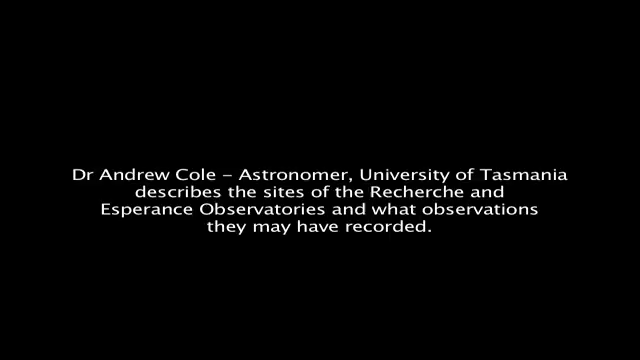 Dr Andrew Cole – Astronomer, University of Tasmania
describes the sites of the Recherche and
Esperance Observatories and what observations
they may have recorded.